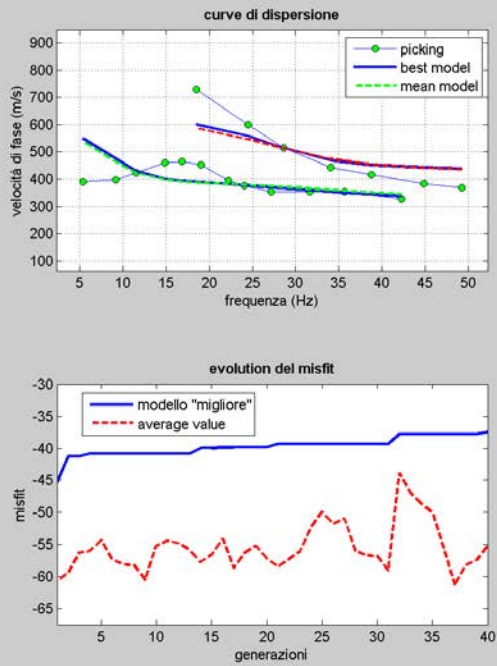 curve di dispersione
900
800
700
600
500
400
300
200
100
velocità di fase (m/s)
picking
best model
mean model
5 10 15 20 25 30 35 40 45 50
frequenza (Hz)
evolution del misfit
-30
-35
-40
-45
-50
-55
-60
-65
misfit
modello "migliore"
average value
5 10 15 20 25 30 35 40
generazioni